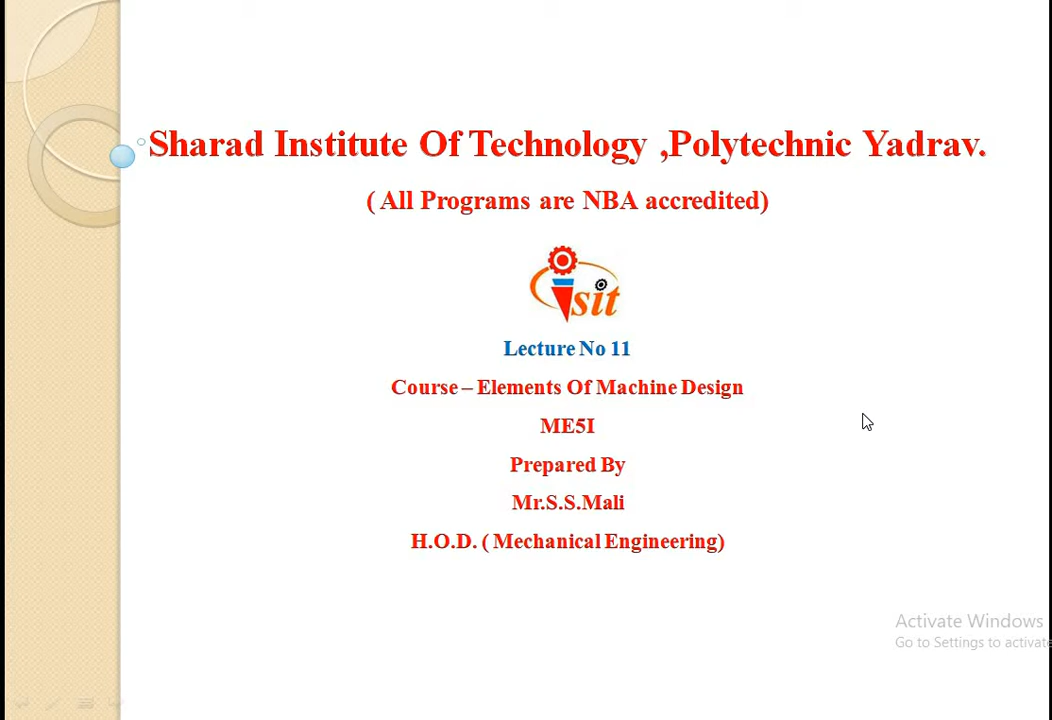 Sharad Institute Of Technology ,Polytechnic Yadrav.
( All Programs are NBA accredited)
sit
Lecture No 11
Course – Elements Of Machine Design
ME5I
Prepared By
Mr.S.S.Mali
H.O.D. ( Mechanical Engineering)
Activate Windows
Go to Settings to activate